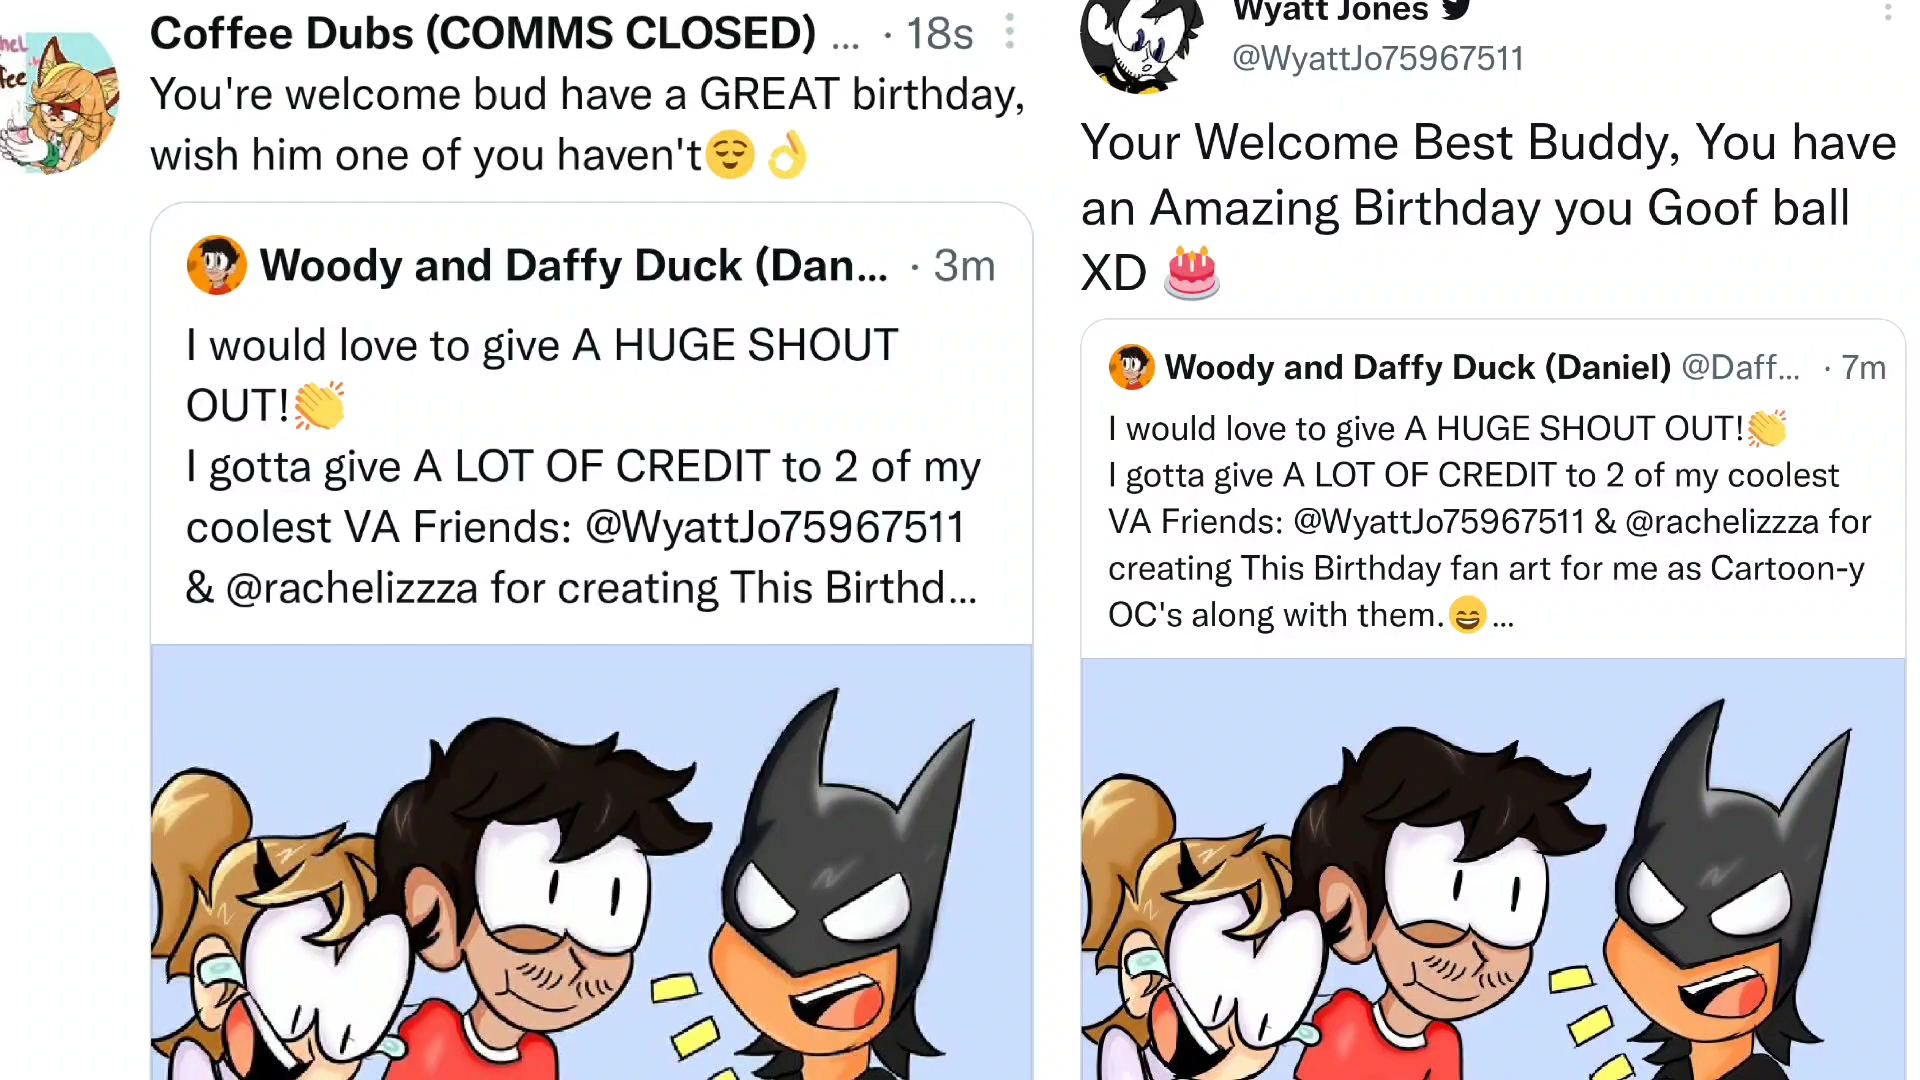 Coffee Dubs (COMMS CLOSED) ... · 18s
You're welcome bud have a GREAT birthday,
wish him one of you haven't😌👌
Woody and Daffy Duck (Dan... · 3m
I would love to give A HUGE SHOUT
OUT!👏
I gotta give A LOT OF CREDIT to 2 of my
coolest VA Friends: @WyattJo75967511
& @rachelizzza for creating This Birthd...
Wyatt Jones
@WyattJo75967511
Your Welcome Best Buddy, You have
an Amazing Birthday you Goof ball
XD 🎂
Woody and Daffy Duck (Daniel) @Daff... · 7m
I would love to give A HUGE SHOUT OUT!👏
I gotta give A LOT OF CREDIT to 2 of my coolest
VA Friends: @WyattJo75967511 & @rachelizzza for
creating This Birthday fan art for me as Cartoon-y
OC's along with them.😄...